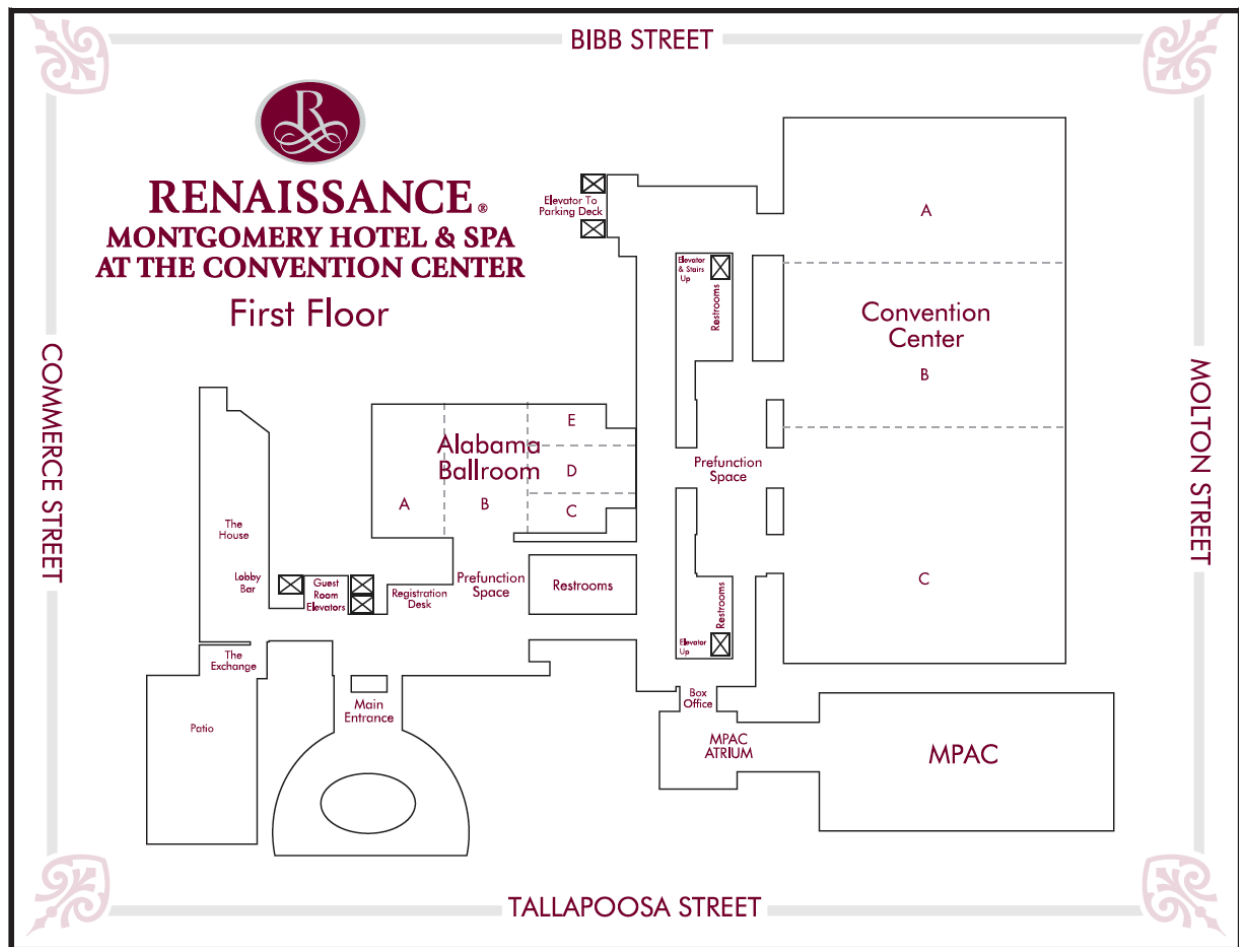 BIBB STREET
R
RENAISSANCE®
MONTGOMERY HOTEL & SPA
AT THE CONVENTION CENTER
First Floor
COMMERCE STREET
MOLTON STREET
TALLAPOOSA STREET
Elevator To
Parking Deck
Elevator
& Stairs
Up
Restrooms
A
Convention
Center
B
C
Alabama
Ballroom
A
B
E
D
C
Prefunction
Space
The
House
Lobby
Bar
Guest
Room
Elevators
Registration
Desk
Prefunction
Space
Restrooms
Restrooms
Elevator
Up
The
Exchange
Patio
Main
Entrance
Box
Office
MPAC
ATRIUM
MPAC